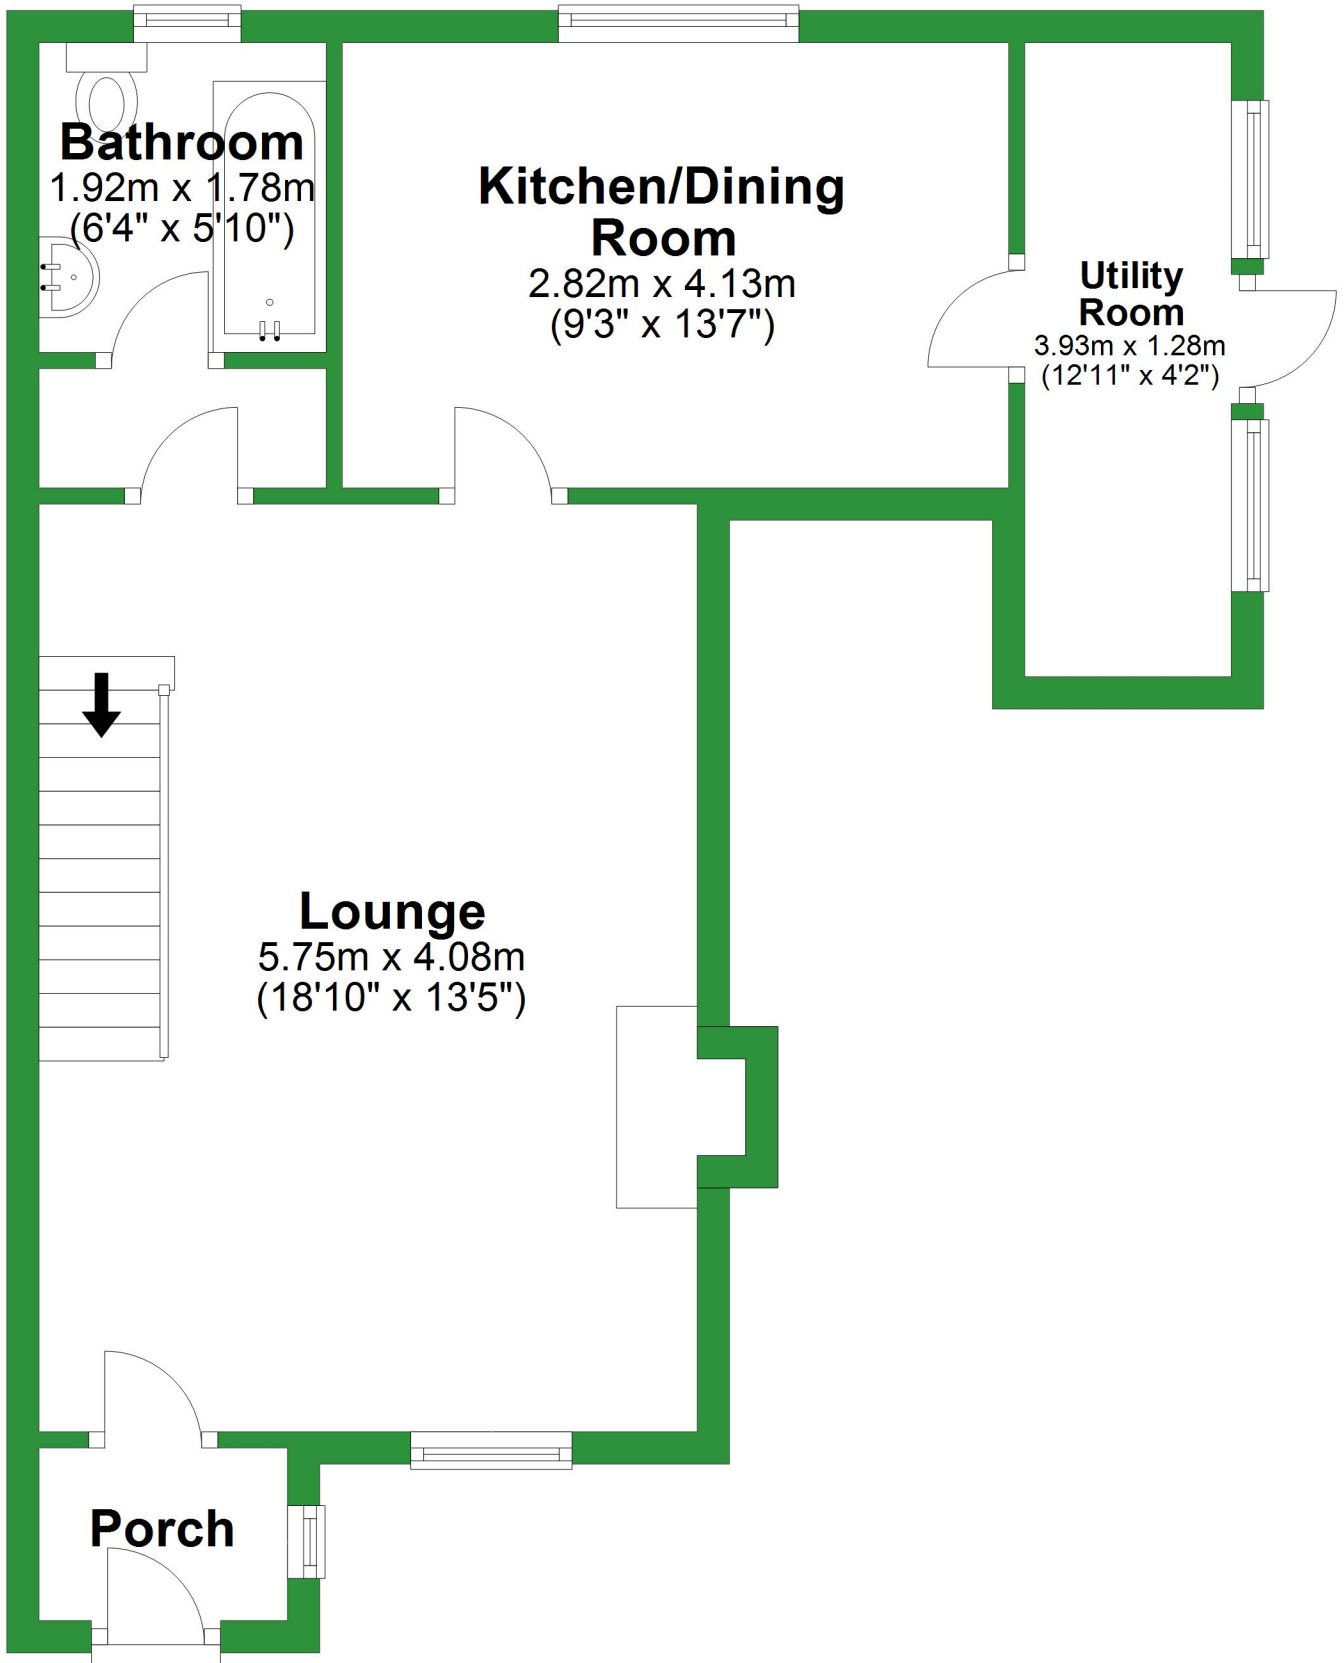 Bathroom
1.92m x 1.78m
(6'4" x 5'10")
Kitchen/Dining
Room
2.82m x 4.13m
(9'3" x 13'7")
Utility
Room
3.93m x 1.28m
(12'11" x 4'2")
Lounge
5.75m x 4.08m
(18'10" x 13'5")
Porch